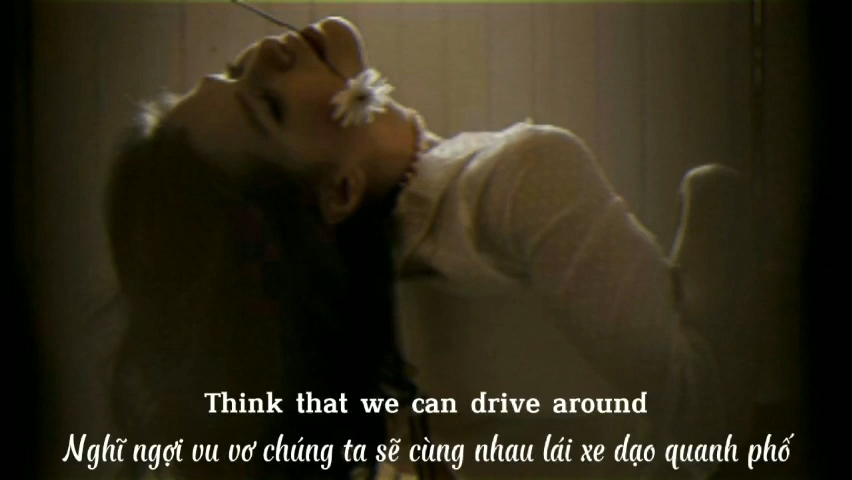 Think that we can drive around
Nghĩ ngợi vu vơ chúng ta sẽ cùng nhau lái xe dạo quanh phố